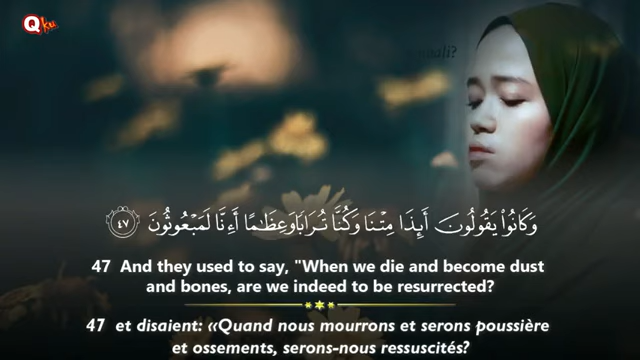 Qku
ali?
وَكَانُوا۟ يَقُولُونَ أَئِذَا مِتْنَا وَكُنَّا تُرَابًا وَعِظَٰمًا أَءِنَّا لَمَبْعُوثُونَ ٤٧
47 And they used to say, "When we die and become dust
and bones, are we indeed to be resurrected?
47 et disaient: «Quand nous mourrons et serons poussière
et ossements, serons-nous ressuscités?